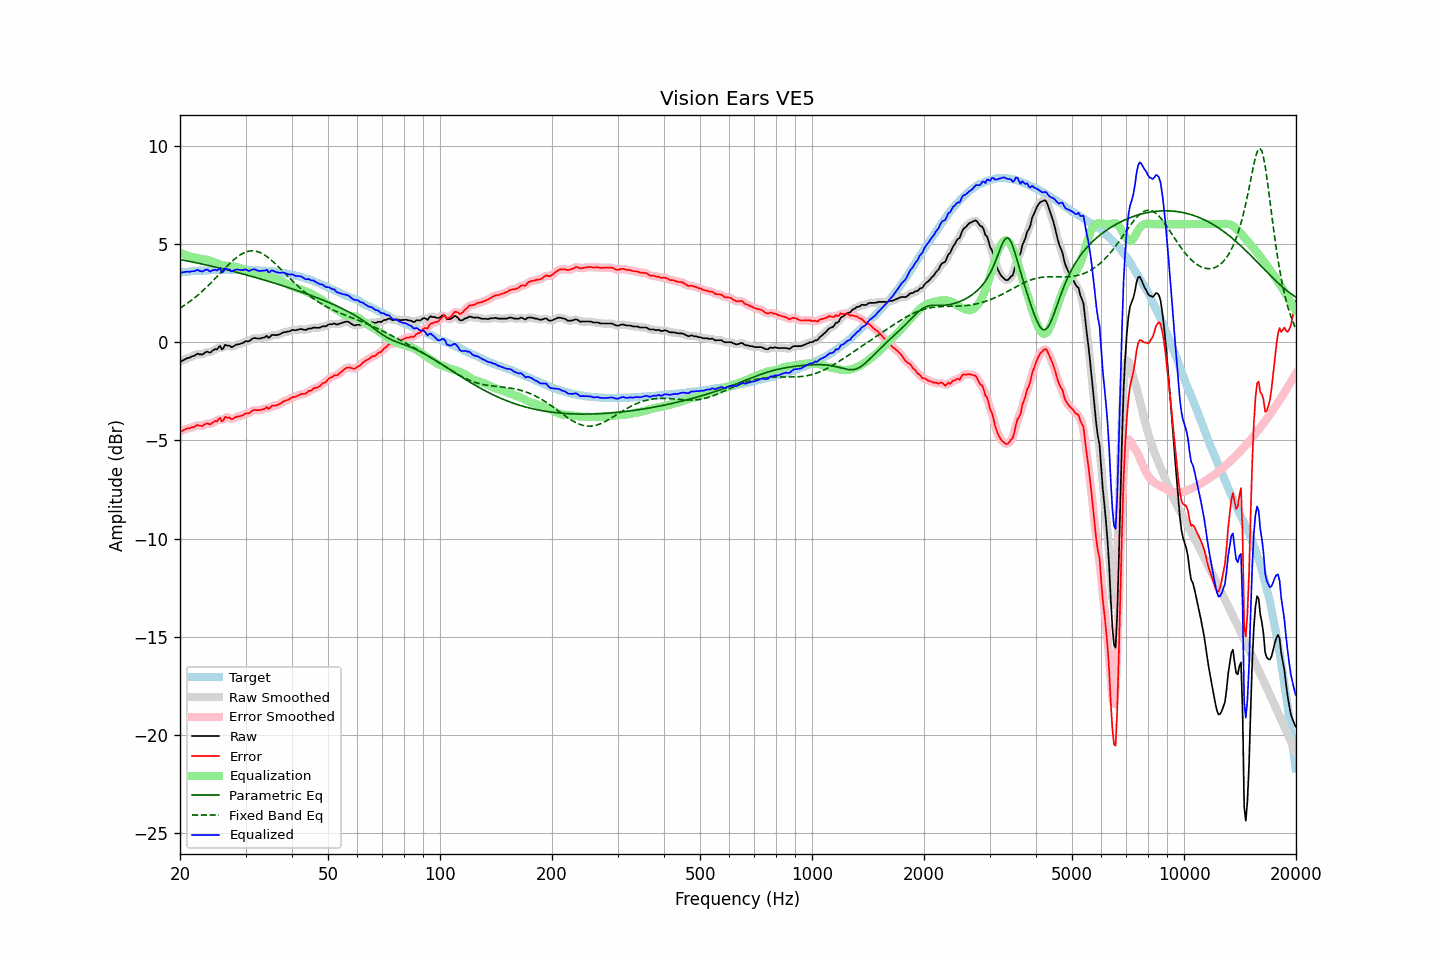 Vision Ears VE5
10
5
0
−5
−10
−15
−20
−25
Amplitude (dBr)
Target
Raw Smoothed
Error Smoothed
Raw
Error
Equalization
Parametric Eq
Fixed Band Eq
Equalized
20 50 100 200 500 1000 2000 5000 10000 20000
Frequency (Hz)